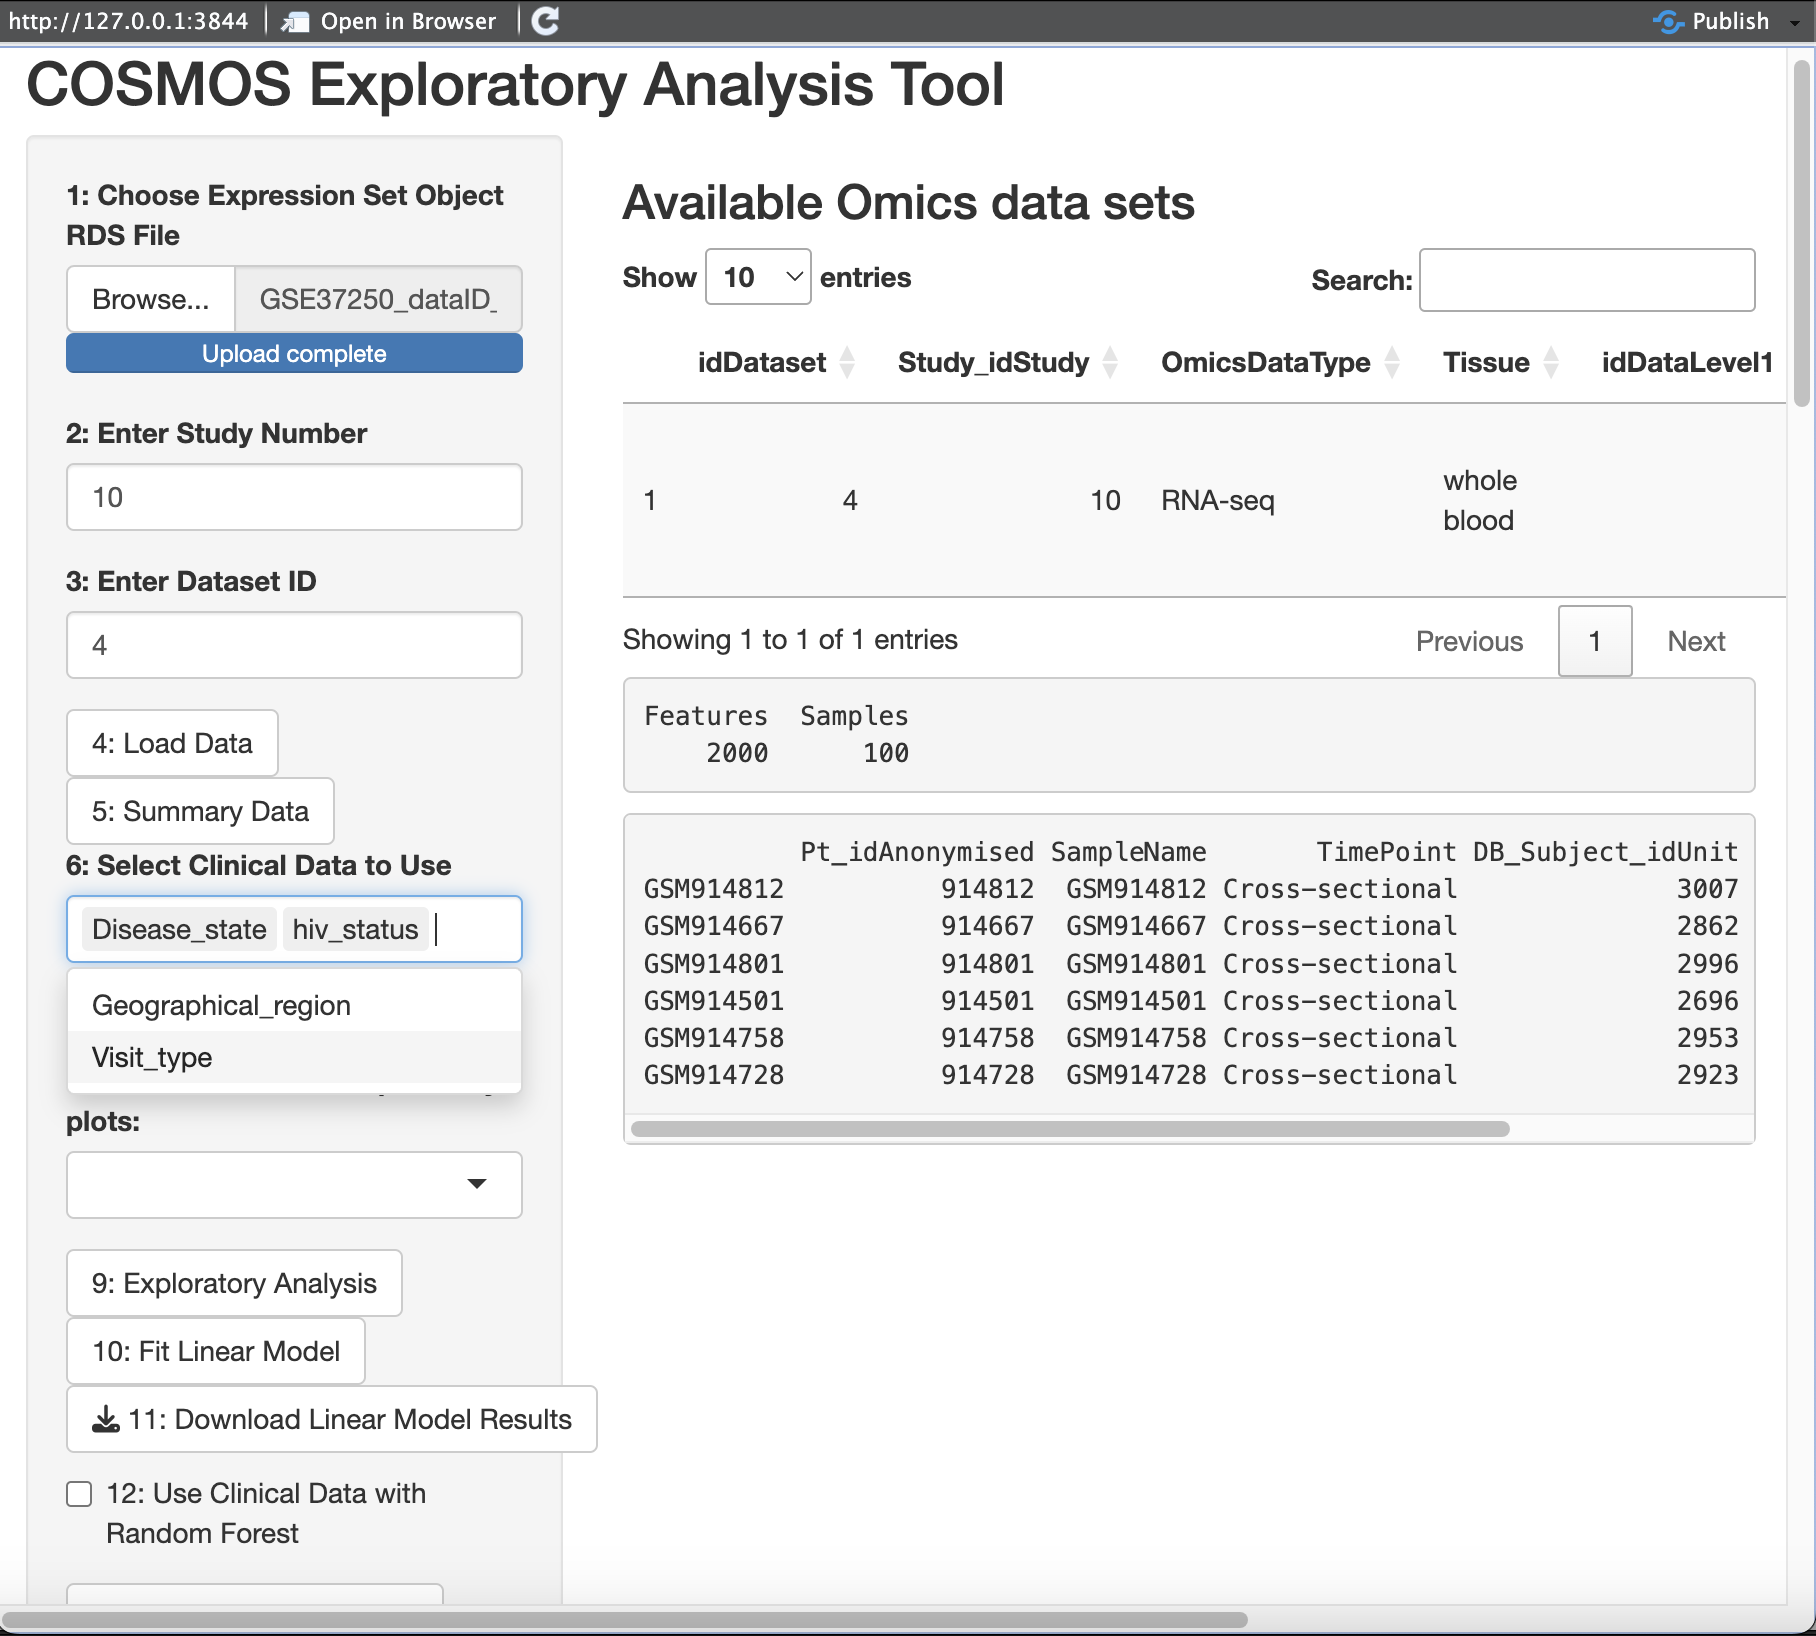 http://127.0.0.1:3844 Open in Browser Publish
COSMOS Exploratory Analysis Tool
1: Choose Expression Set Object
RDS File
Browse... GSE37250_dataID_
Upload complete
2: Enter Study Number
10
3: Enter Dataset ID
4
4: Load Data
5: Summary Data
6: Select Clinical Data to Use
Disease_state hiv_status
Geographical_region
Visit_type
plots:
9: Exploratory Analysis
10: Fit Linear Model
11: Download Linear Model Results
12: Use Clinical Data with
Random Forest
Available Omics data sets
Show 10 entries Search:
idDataset Study_idStudy OmicsDataType Tissue idDataLevel1
1 4 10 RNA-seq whole
blood
Showing 1 to 1 of 1 entries Previous 1 Next
Features Samples
2000 100
Pt_idAnonymised SampleName TimePoint DB_Subject_idUnit
GSM914812 914812 GSM914812 Cross-sectional 3007
GSM914667 914667 GSM914667 Cross-sectional 2862
GSM914801 914801 GSM914801 Cross-sectional 2996
GSM914501 914501 GSM914501 Cross-sectional 2696
GSM914758 914758 GSM914758 Cross-sectional 2953
GSM914728 914728 GSM914728 Cross-sectional 2923